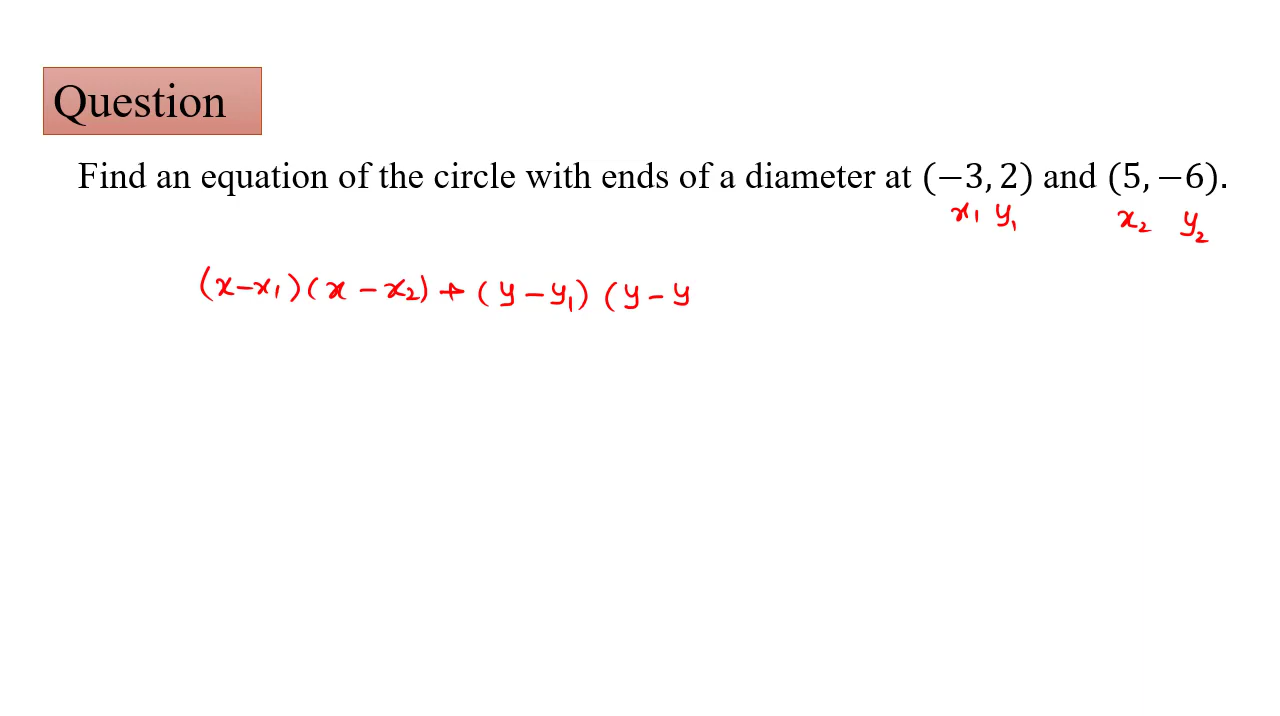 Question
Find an equation of the circle with ends of a diameter at (−3, 2) and (5, −6).
x₁ y₁ x₂ y₂
(x-x₁)(x-x₂)+(y-y₁)(y-y